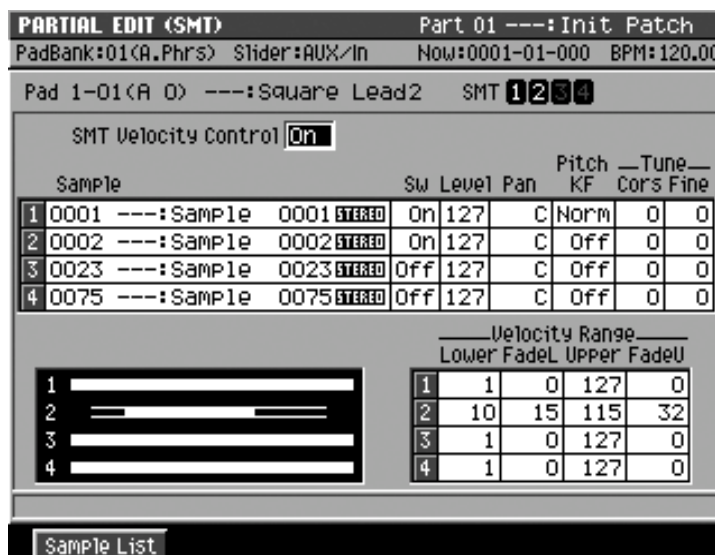 PARTIAL EDIT (SMT) Part 01 ---:Init Patch
PadBank:01(A.Phrs) Slider:AUX/In Now:0001-01-000 BPM:120.00
Pad 1-01(A 0) ---:Square Lead2 SMT 1 2 3 4
SMT Velocity Control On
Pitch Tune
Sample Sw Level Pan KF Cors Fine
1 0001 ---:Sample 0001 STEREO On 127 C Norm 0 0
2 0002 ---:Sample 0002 STEREO On 127 C Off 0 0
3 0023 ---:Sample 0023 STEREO Off 127 C Off 0 0
4 0075 ---:Sample 0075 STEREO Off 127 C Off 0 0
Velocity Range
Lower FadeL Upper FadeU
1 1 1 0 127 0
2 2 10 15 115 32
3 3 1 0 127 0
4 4 1 0 127 0
Sample List